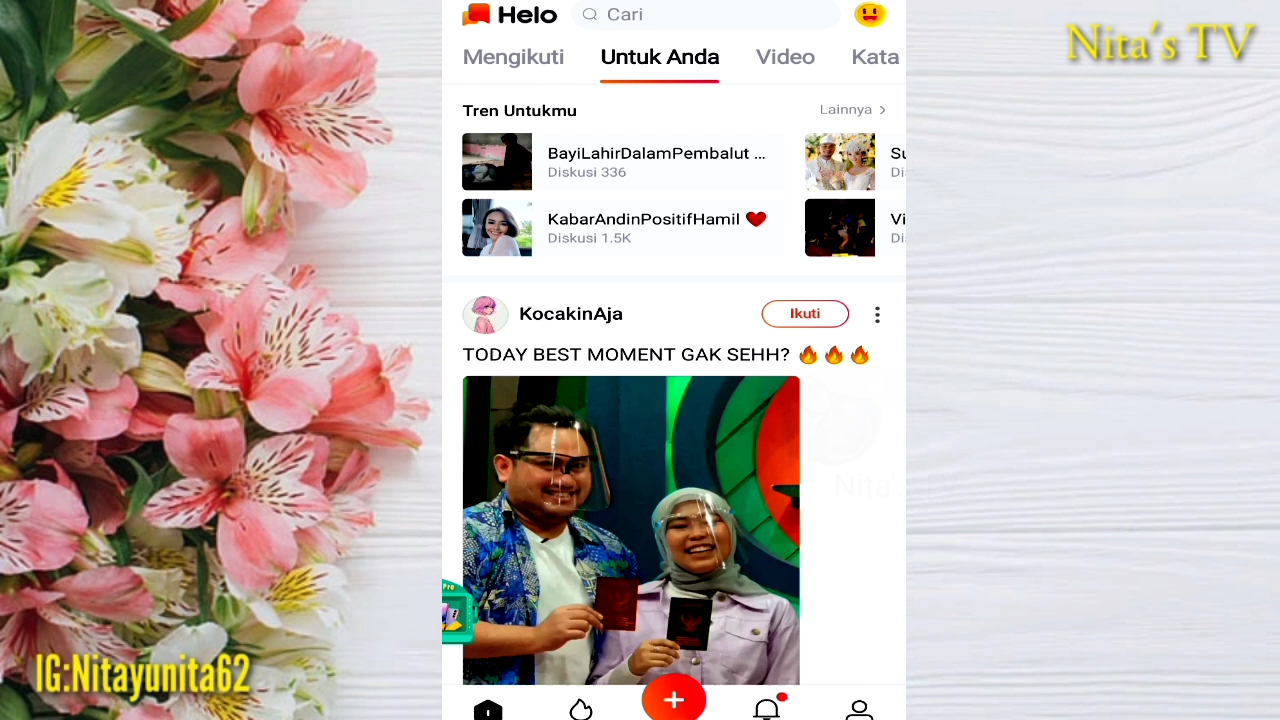 Helo
Cari
Nita's TV
Mengikuti
Untuk Anda
Video
Kata
Tren Untukmu
Lainnya >
BayiLahirDalamPembalut ...
Diskusi 336
KabarAndinPositifHamil ❤️
Diskusi 1.5K
KocakinAja
Ikuti
TODAY BEST MOMENT GAK SEHH? 🔥🔥🔥
Pro
IG:Nitayunita62